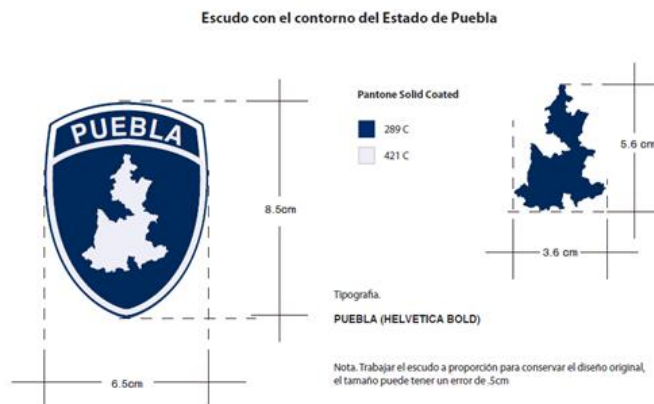 Escudo con el contorno del Estado de Puebla
PUEBLA
8.5cm
6.5cm
Pantone Solid Coated
289 C
421 C
5.6 cm
3.6 cm
Tipografia.
PUEBLA (HELVETICA BOLD)
Nota. Trabajar el escudo a proporción para conservar el diseño original,
el tamaño puede tener un error de .5cm